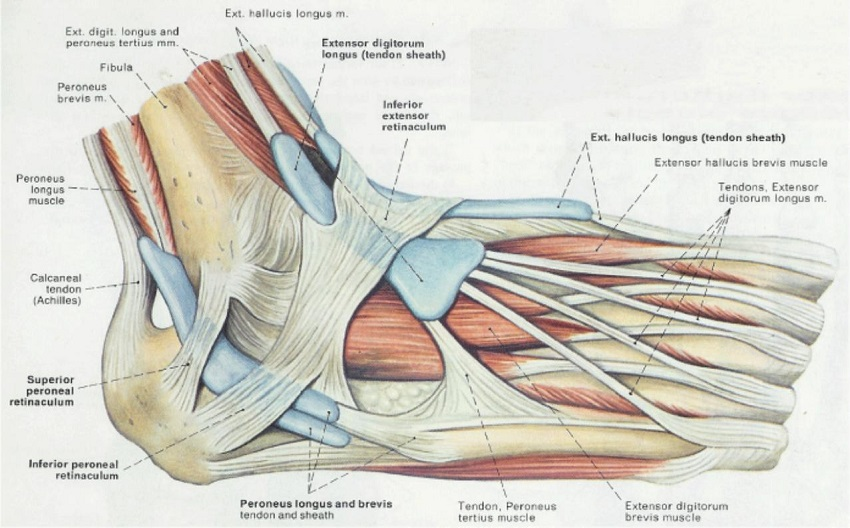 Ext. hallucis longus m.
Ext. digit. longus and
peroneus tertius mm.
Fibula
Peroneus
brevis m.
Extensor digitorum
longus (tendon sheath)
Inferior
extensor
retinaculum
Ext. hallucis longus (tendon sheath)
Extensor hallucis brevis muscle
Tendons, Extensor
digitorum longus m.
Peroneus
longus
muscle
Calcaneal
tendon
(Achilles)
Superior
peroneal
retinaculum
Inferior peroneal
retinaculum
Peroneus longus and brevis
tendon and sheath
Tendon, Peroneus
tertius muscle
Extensor digitorum
brevis muscle